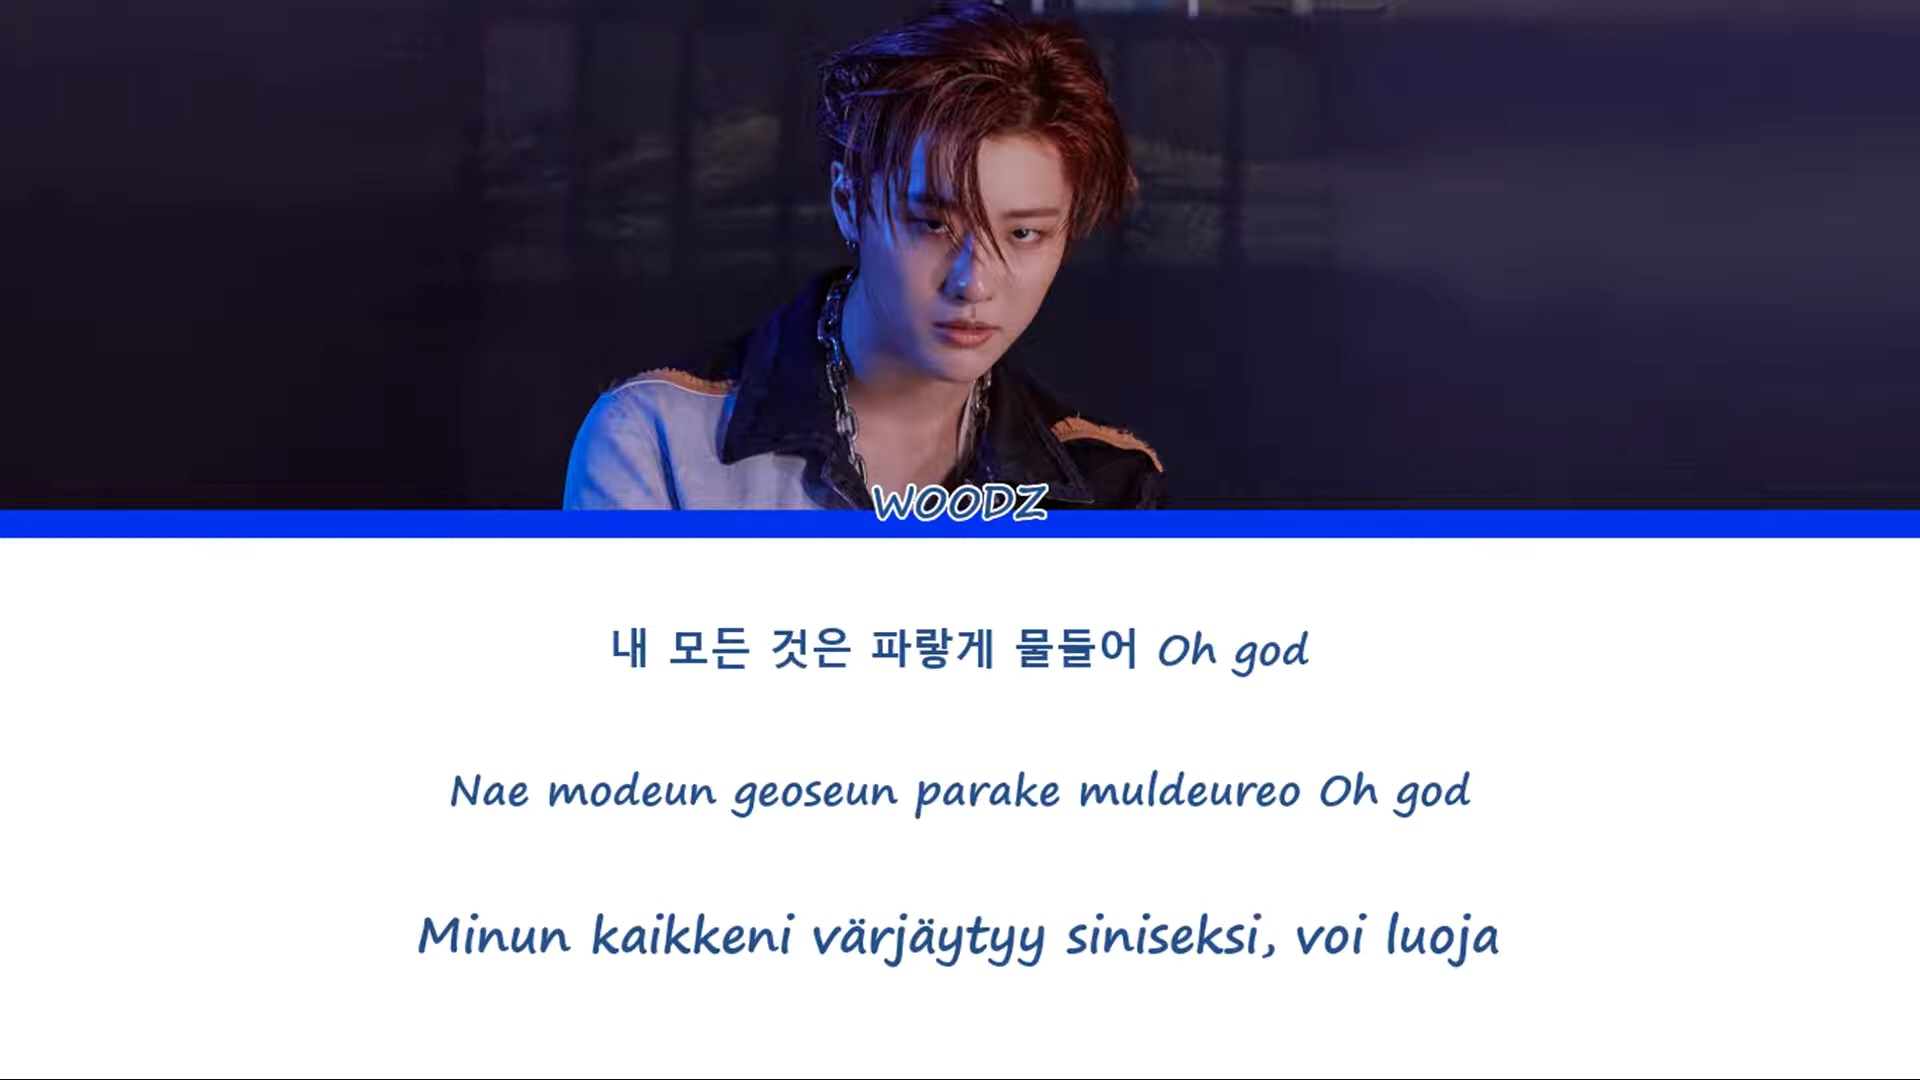 WOODZ
내 모든 것은 파랗게 물들어 Oh god
Nae modeun geoseun parake muldeureo Oh god
Minun kaikkeni värjäytyy siniseksi, voi luoja